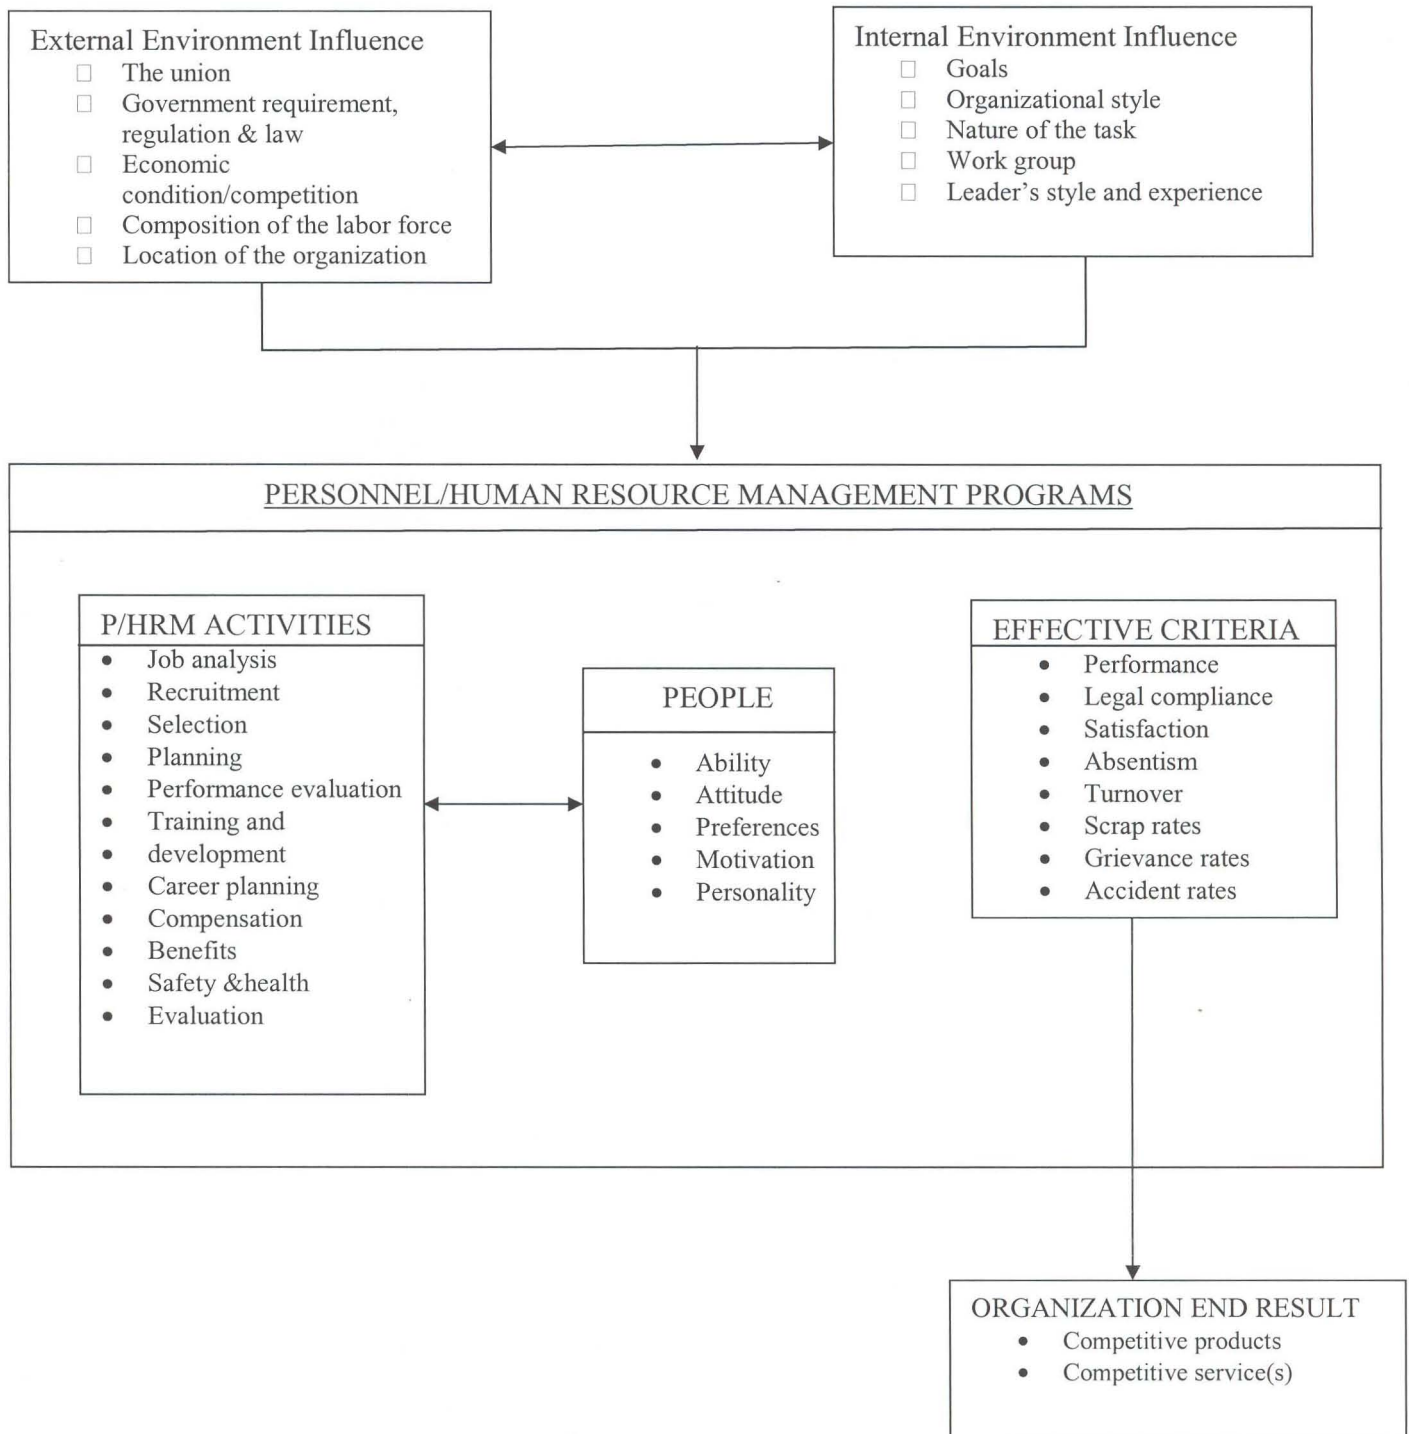 External Environment Influence
The union
Government requirement,
regulation & law
Economic
condition/competition
Composition of the labor force
Location of the organization
Internal Environment Influence
Goals
Organizational style
Nature of the task
Work group
Leader's style and experience
PERSONNEL/HUMAN RESOURCE MANAGEMENT PROGRAMS
P/HRM ACTIVITIES
• Job analysis
• Recruitment
• Selection
• Planning
• Performance evaluation
• Training and
• development
• Career planning
• Compensation
• Benefits
• Safety &health
• Evaluation
PEOPLE
• Ability
• Attitude
• Preferences
• Motivation
• Personality
EFFECTIVE CRITERIA
• Performance
• Legal compliance
• Satisfaction
• Absentism
• Turnover
• Scrap rates
• Grievance rates
• Accident rates
ORGANIZATION END RESULT
• Competitive products
• Competitive service(s)